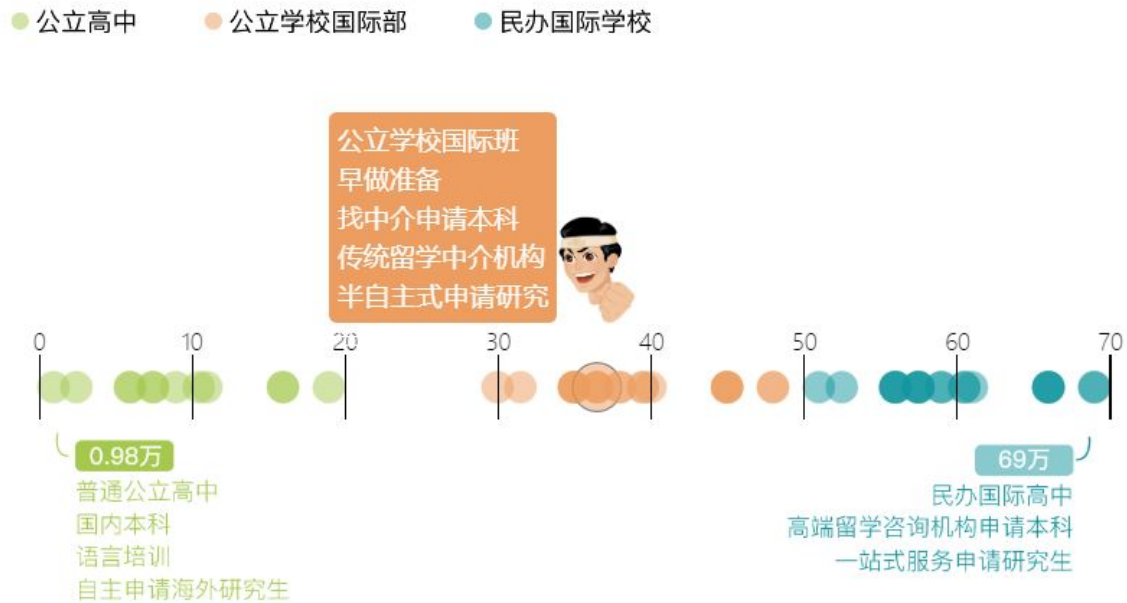 公立高中 公立学校国际部 民办国际学校
公立学校国际班
早做准备
找中介申请本科
传统留学中介机构
半自主式申请研究
0 10 20 30 40 50 60 70
0.98万
普通公立高中
国内本科
语言培训
自主申请海外研究生
69万
民办国际高中
高端留学咨询机构申请本科
一站式服务申请研究生